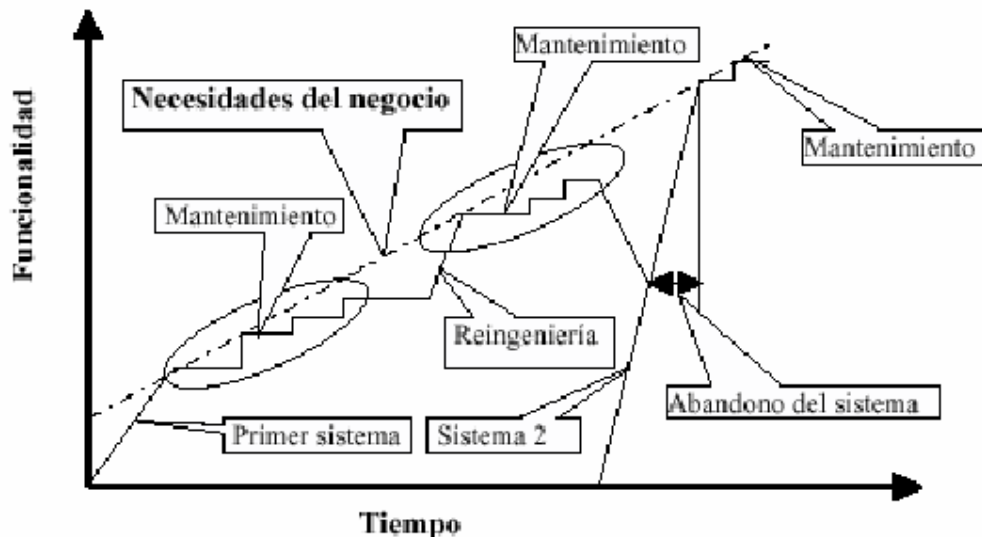 Mantenimiento
Necesidades del negocio
Mantenimiento
Mantenimiento
Funcionalidad
Reingeniería
Abandono del sistema
Primer sistema
Sistema 2
Tiempo